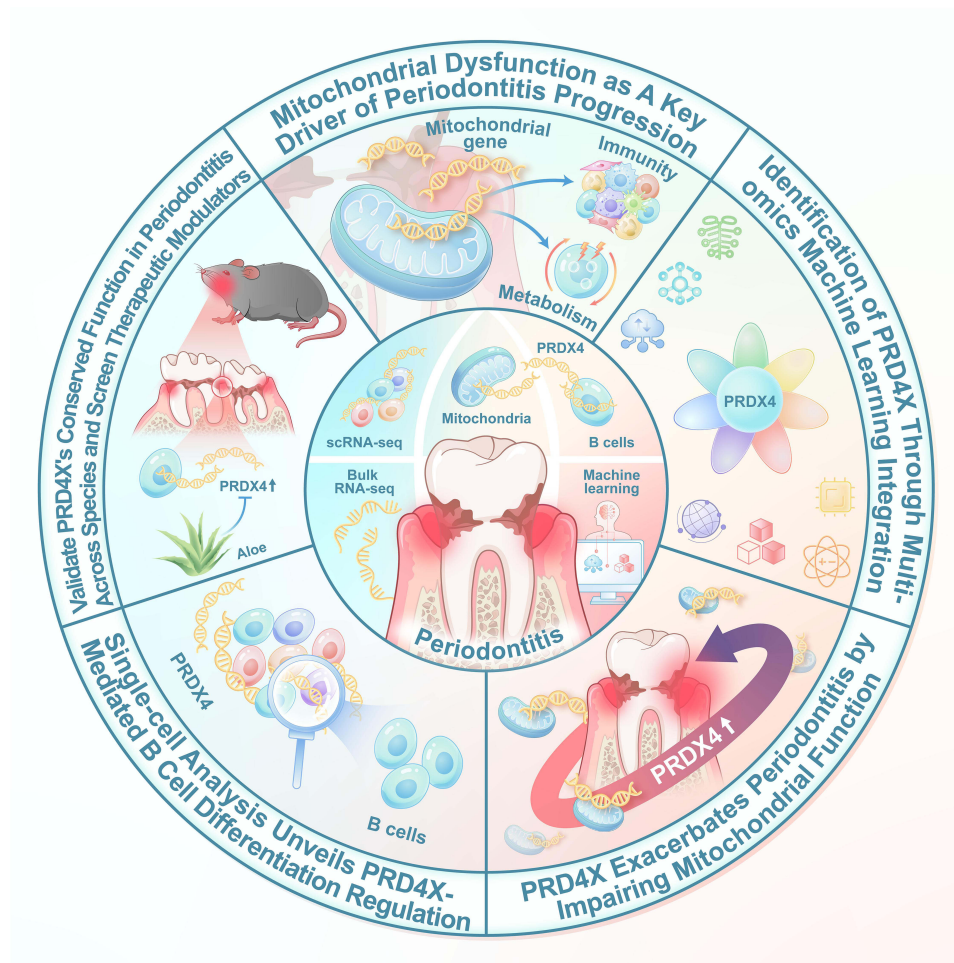 Mitochondrial Dysfunction as A Key
Driver of Periodontitis Progression
Mitochondrial
gene
Immunity
Metabolism
Identification of PRD4X Through Multi-
omics Machine Learning Integration
PRDX4
PRD4X Exacerbates Periodontitis by
Impairing Mitochondrial Function
PRDX4↑
Single-cell Analysis Unveils PRD4X-
Mediated B Cell Differentiation Regulation
PRDX4
B cells
Validate PRD4X's Conserved Function in Periodontitis
Across Species and Screen Therapeutic Modulators
PRDX4↑
Aloe
scRNA-seq
PRDX4
Mitochondria
B cells
Bulk
RNA-seq
Machine
learning
Periodontitis